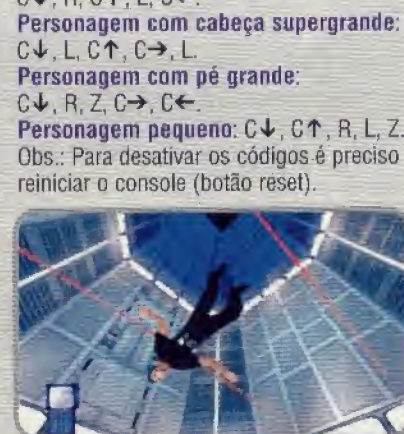 Personagem com cabeça supergrande:
C↓, L, C↑, C→, L.
Personagem com pé grande:
C↓, R, Z, C→, C←.
Personagem pequeno: C↓, C↑, R, L, Z.
Obs.: Para desativar os códigos é preciso
reiniciar o console (botão reset).